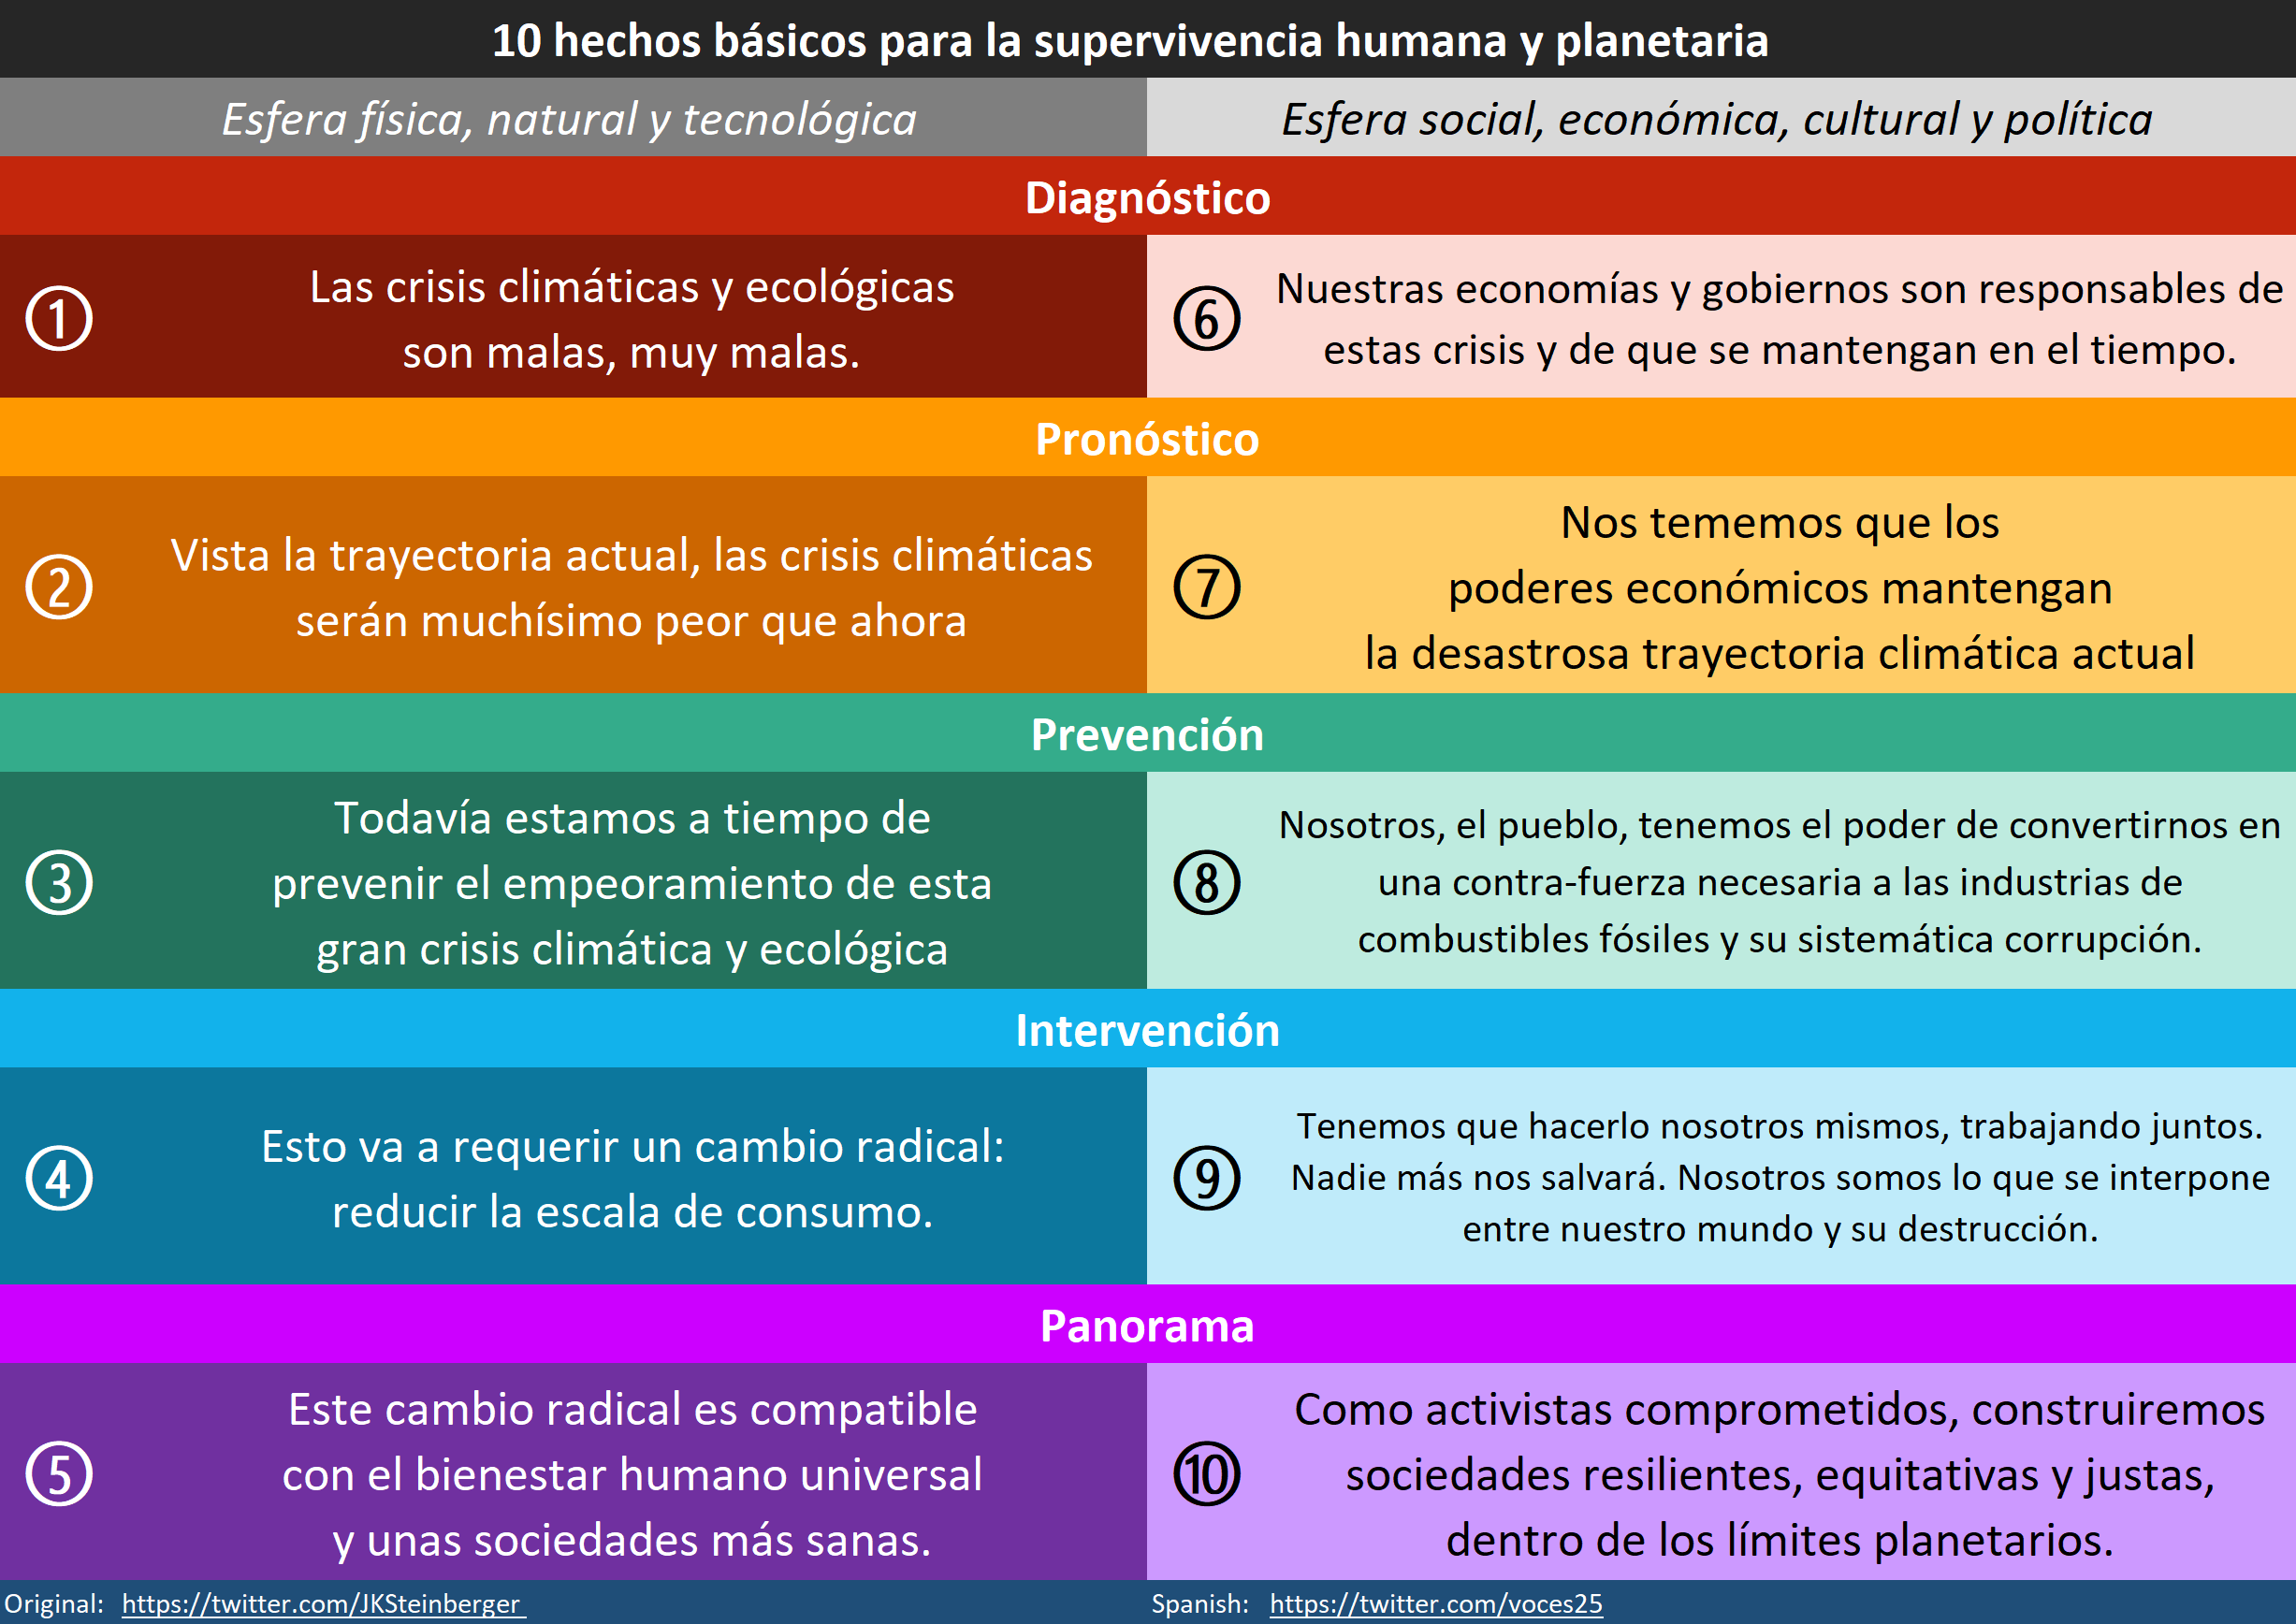 10 hechos básicos para la supervivencia humana y planetaria
Esfera física, natural y tecnológica
Esfera social, económica, cultural y política
Diagnóstico
①
Las crisis climáticas y ecológicas
son malas, muy malas.
⑥
Nuestras economías y gobiernos son responsables de
estas crisis y de que se mantengan en el tiempo.
Pronóstico
②
Vista la trayectoria actual, las crisis climáticas
serán muchísimo peor que ahora
⑦
Nos tememos que los
poderes económicos mantengan
la desastrosa trayectoria climática actual
Prevención
③
Todavía estamos a tiempo de
prevenir el empeoramiento de esta
gran crisis climática y ecológica
⑧
Nosotros, el pueblo, tenemos el poder de convertirnos en
una contra-fuerza necesaria a las industrias de
combustibles fósiles y su sistemática corrupción.
Intervención
④
Esto va a requerir un cambio radical:
reducir la escala de consumo.
⑨
Tenemos que hacerlo nosotros mismos, trabajando juntos.
Nadie más nos salvará. Nosotros somos lo que se interpone
entre nuestro mundo y su destrucción.
Panorama
⑤
Este cambio radical es compatible
con el bienestar humano universal
y unas sociedades más sanas.
⑩
Como activistas comprometidos, construiremos
sociedades resilientes, equitativas y justas,
dentro de los límites planetarios.
Original: https://twitter.com/JKSteinberger
Spanish: https://twitter.com/voces25